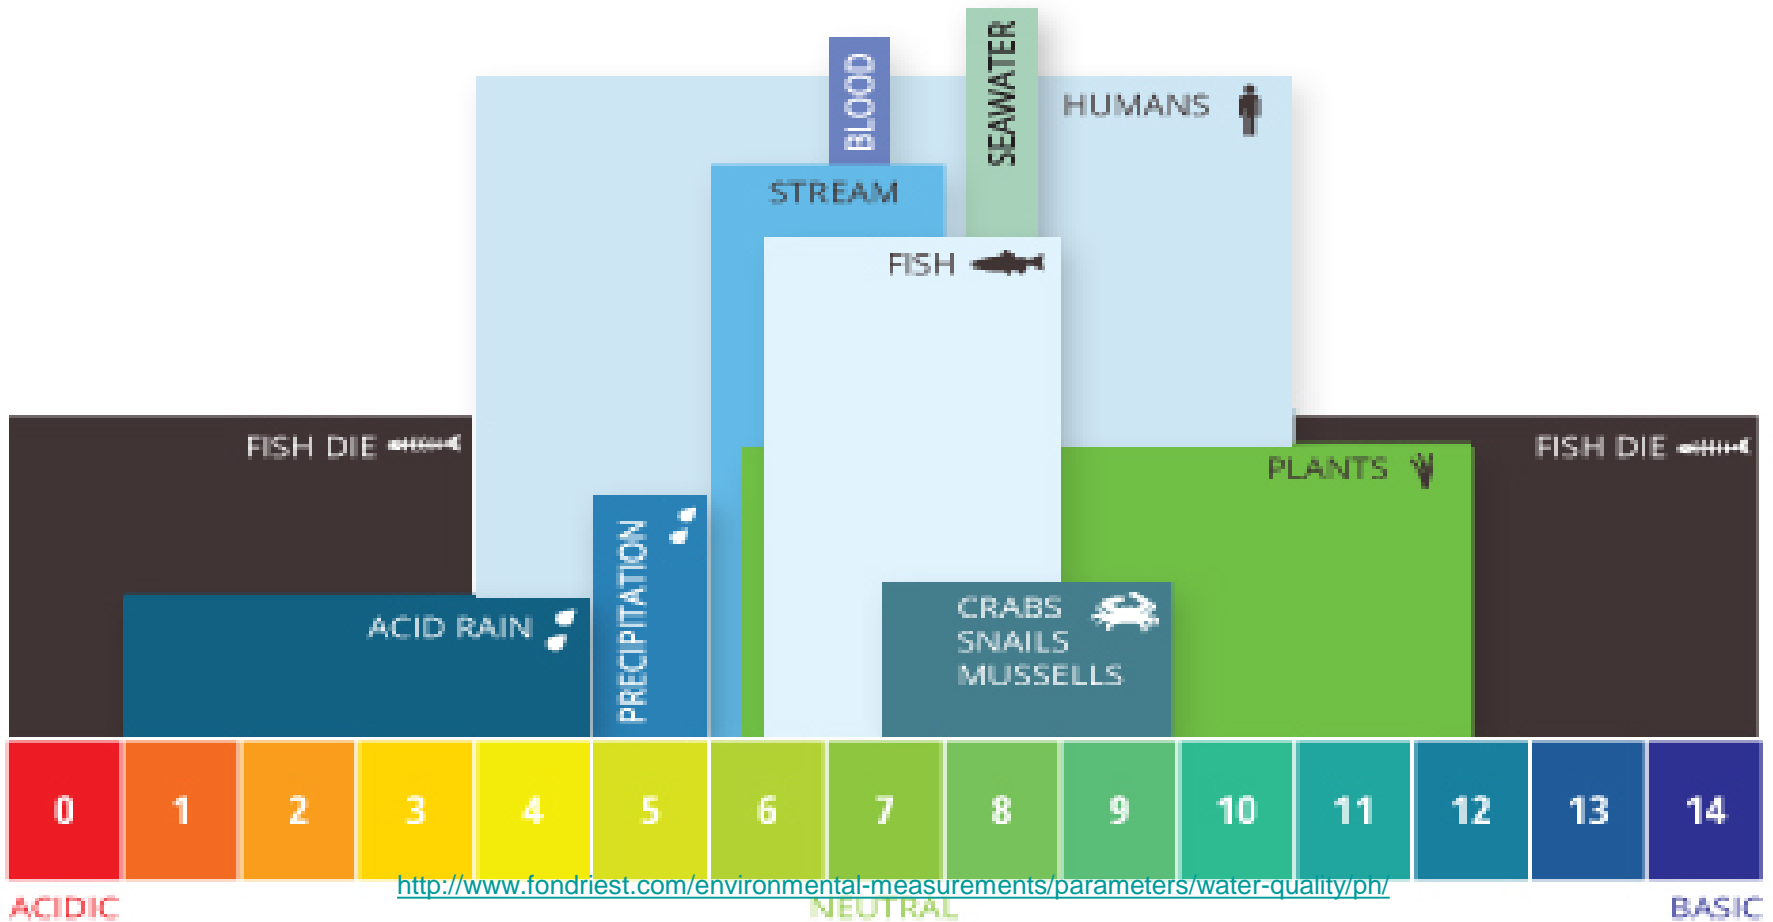 BLOOD
SEAWATER
HUMANS
STREAM
FISH
FISH DIE
FISH DIE
PLANTS
PRECIPITATION
ACID RAIN
CRABS
SNAILS
MUSSELLS
0 1 2 3 4 5 6 7 8 9 10 11 12 13 14
http://www.fondriest.com/environmental-measurements/parameters/water-quality/ph/
ACIDIC NEUTRAL BASIC